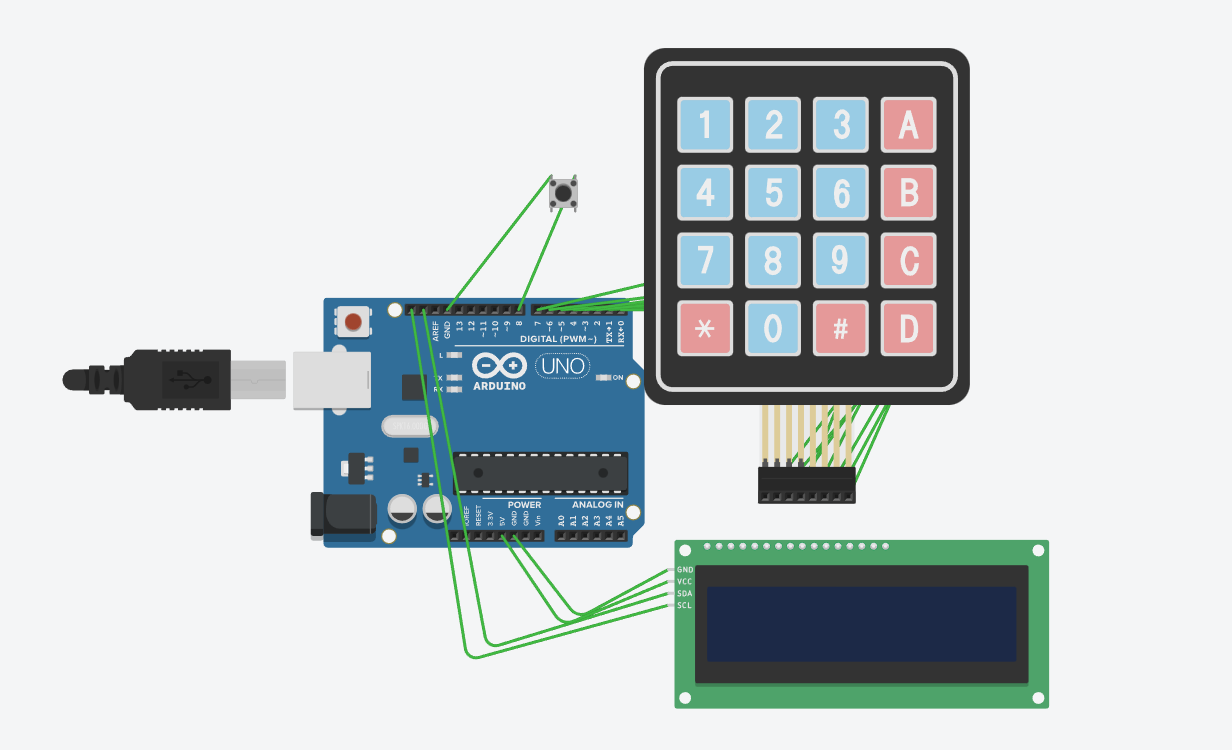 1 2 3 A
4 5 6 B
7 8 9 C
* 0 # D
AREF
GND
13
12
~11
~10
~9
8
7
~6
~5
4
~3
2
TX→1
RX←0
DIGITAL (PWM~)
L
RX
UNO
ON
ARDUINO
POWER
ANALOG IN
RESET
3.3V
5V
GND
GND
Vin
A0
A1
A2
A3
A4
A5
GND
VCC
SDA
SCL